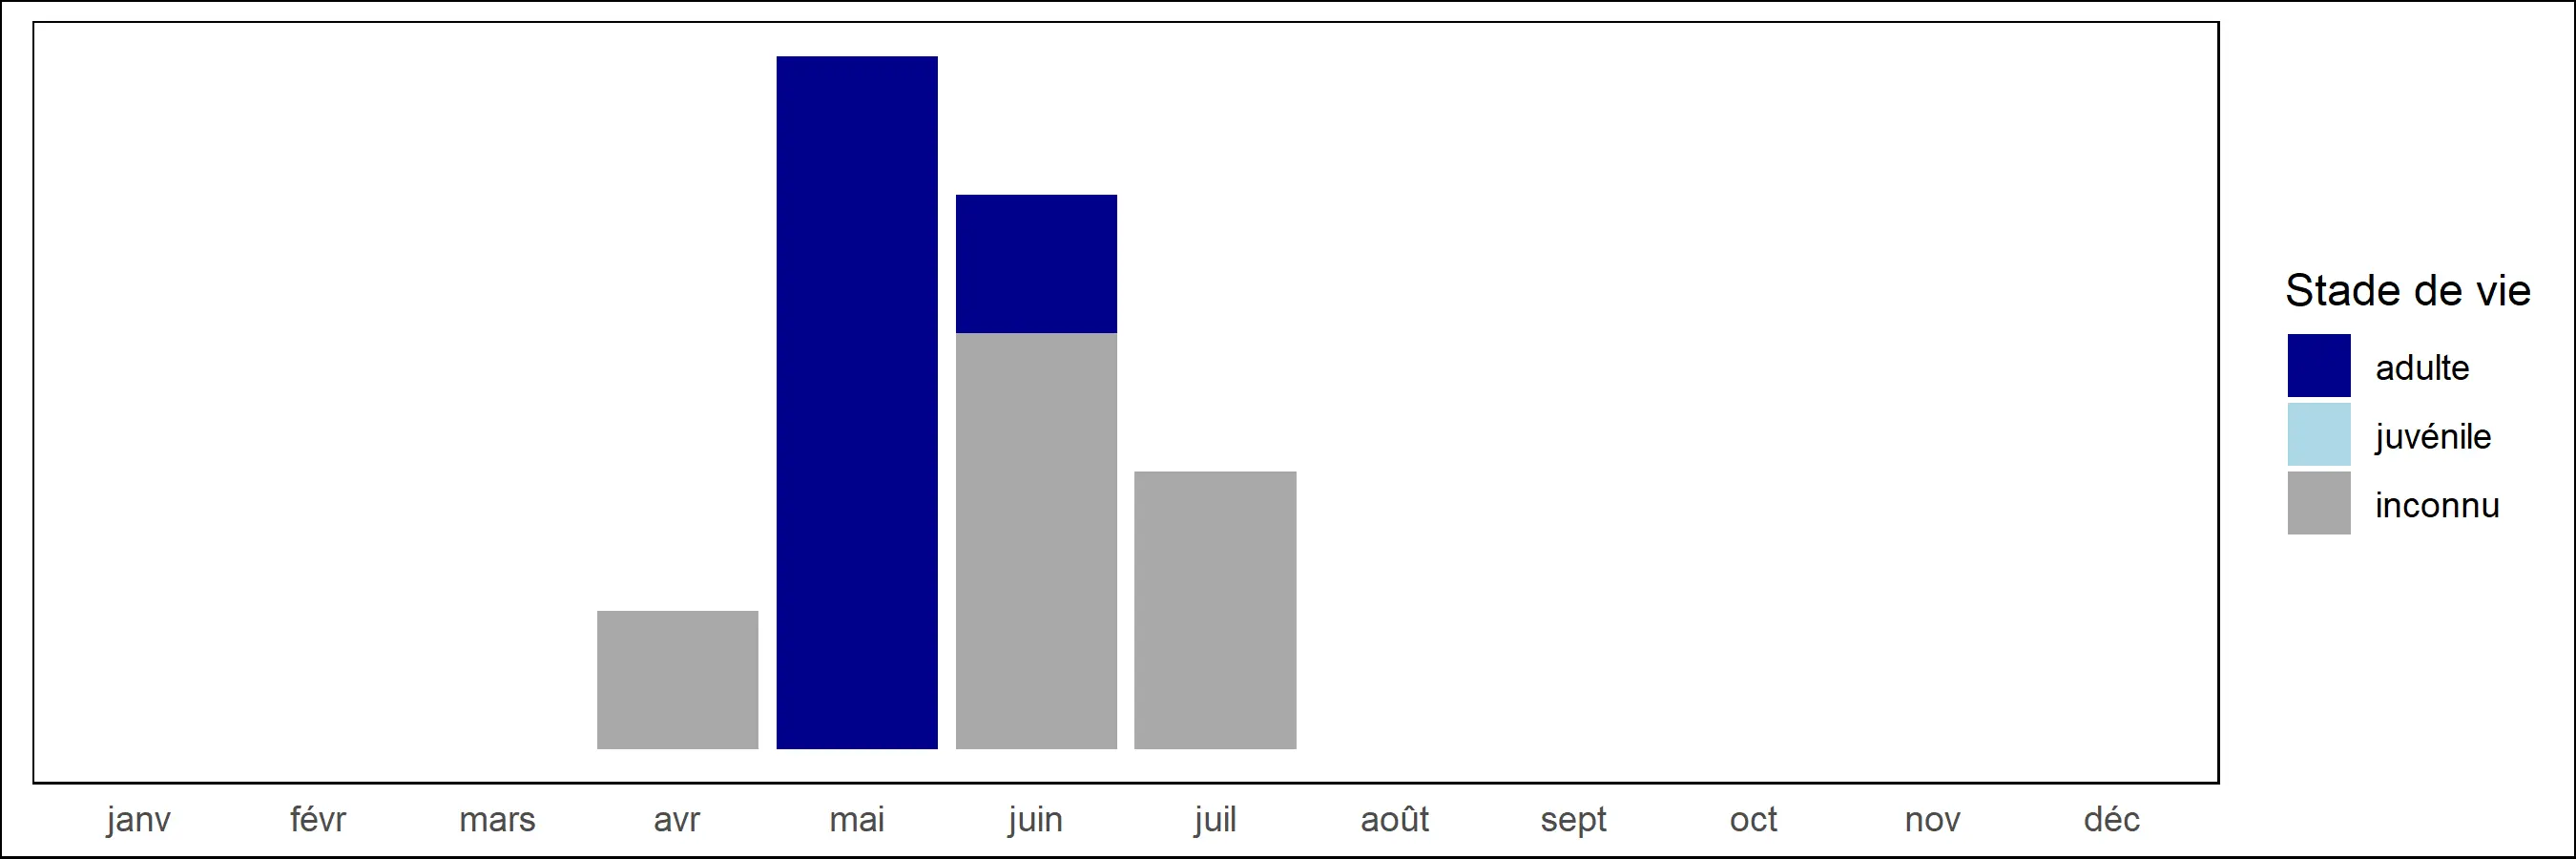 Stade de vie
adulte
juvénile
inconnu
janv févr mars avr mai juin juil août sept oct nov déc